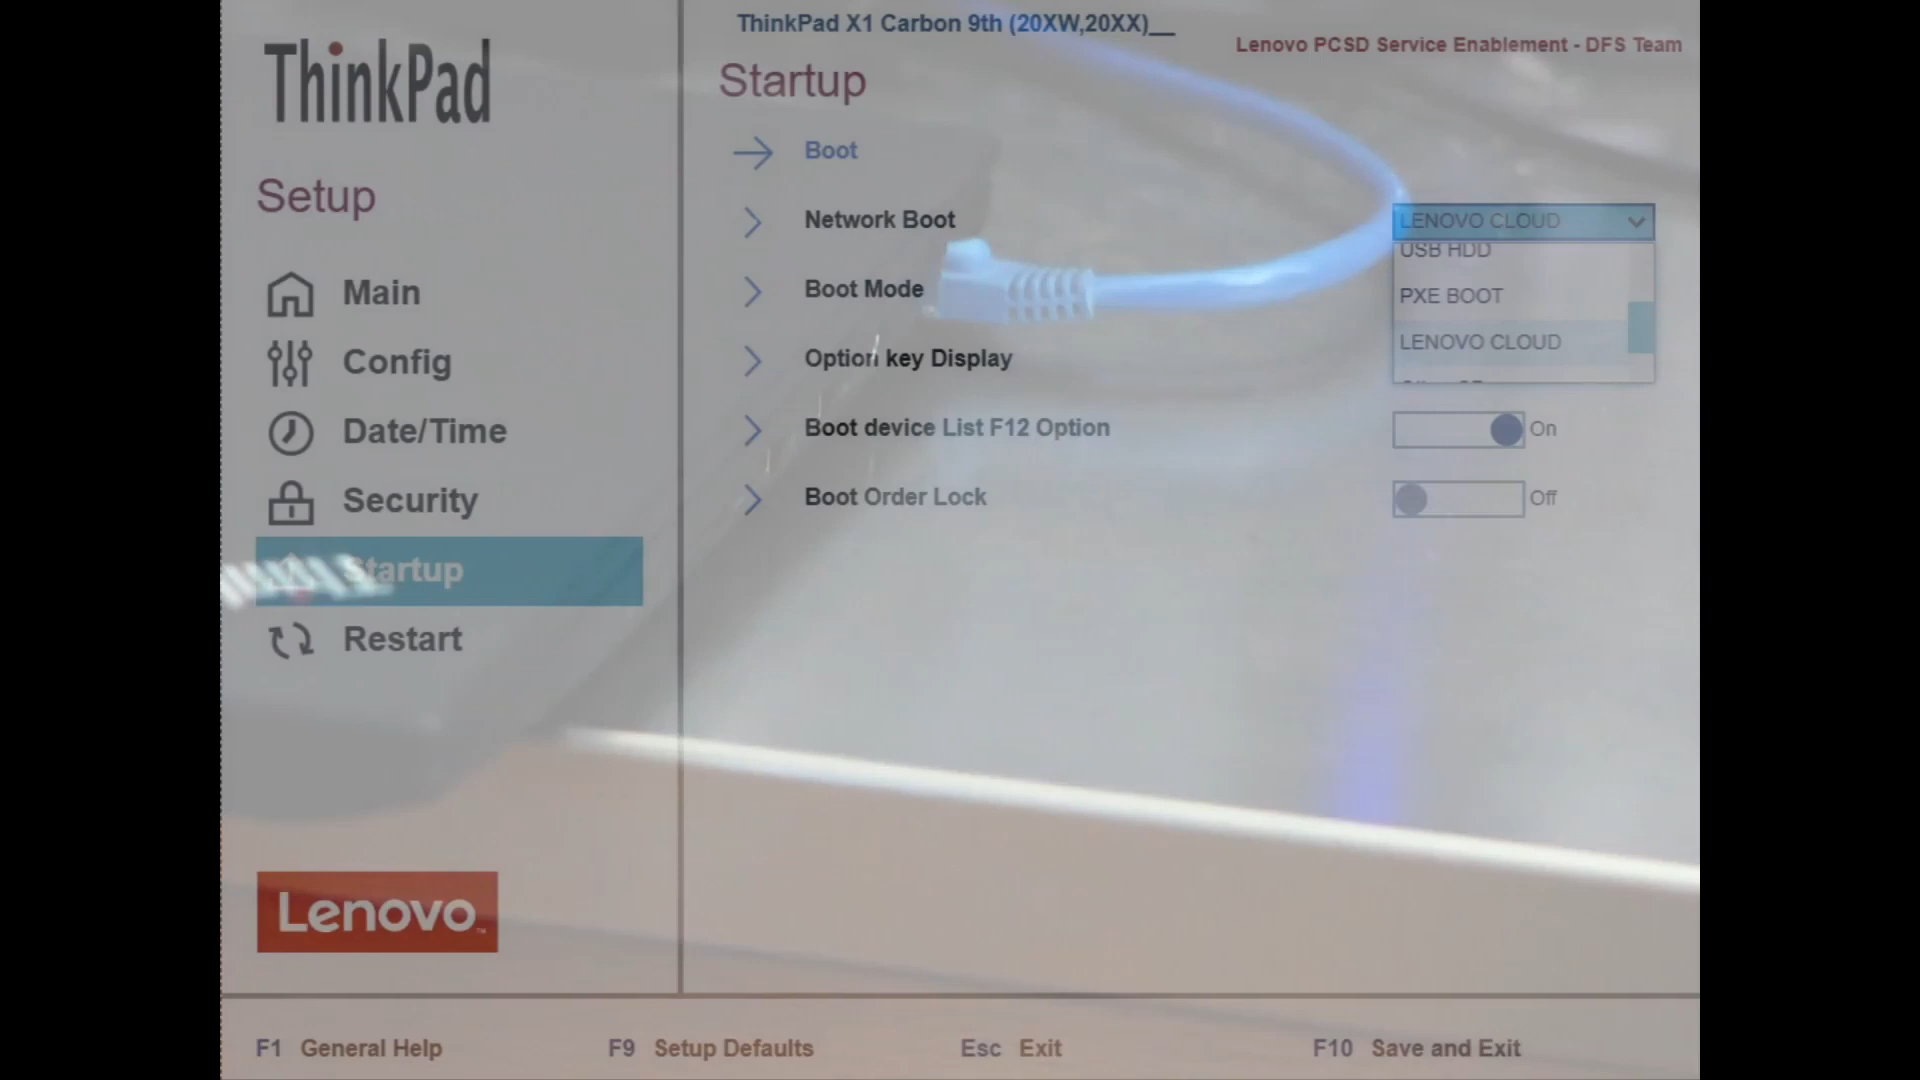 ThinkPad X1 Carbon 9th (20XW,20XX)__
Lenovo PCSD Service Enablement - DFS Team
ThinkPad
Setup
Main
Config
Date/Time
Security
Startup
Restart
Lenovo
Startup
Boot
Network Boot
LENOVO CLOUD
USB HDD
PXE BOOT
LENOVO CLOUD
Boot Mode
Option key Display
Boot device List F12 Option
On
Boot Order Lock
Off
F1 General Help
F9 Setup Defaults
Esc Exit
F10 Save and Exit